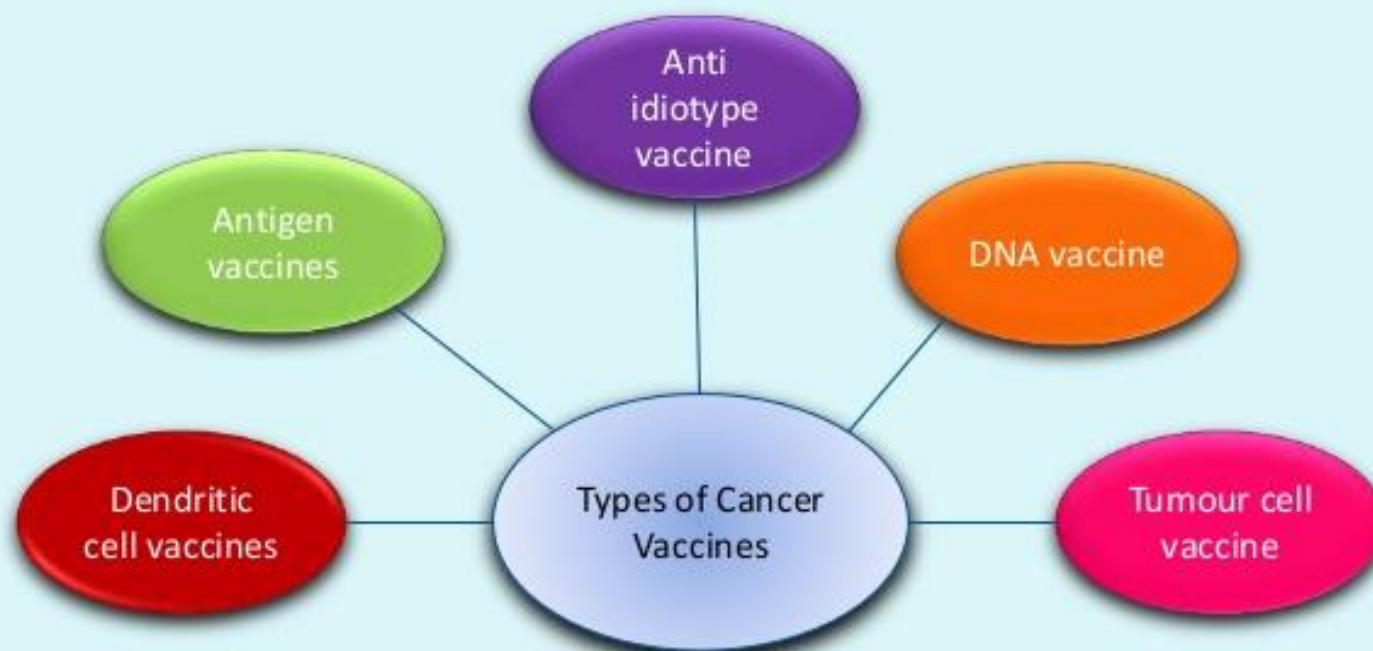 Anti
idiotype
vaccine
Antigen
vaccines
DNA vaccine
Dendritic
cell vaccines
Types of Cancer
Vaccines
Tumour cell
vaccine